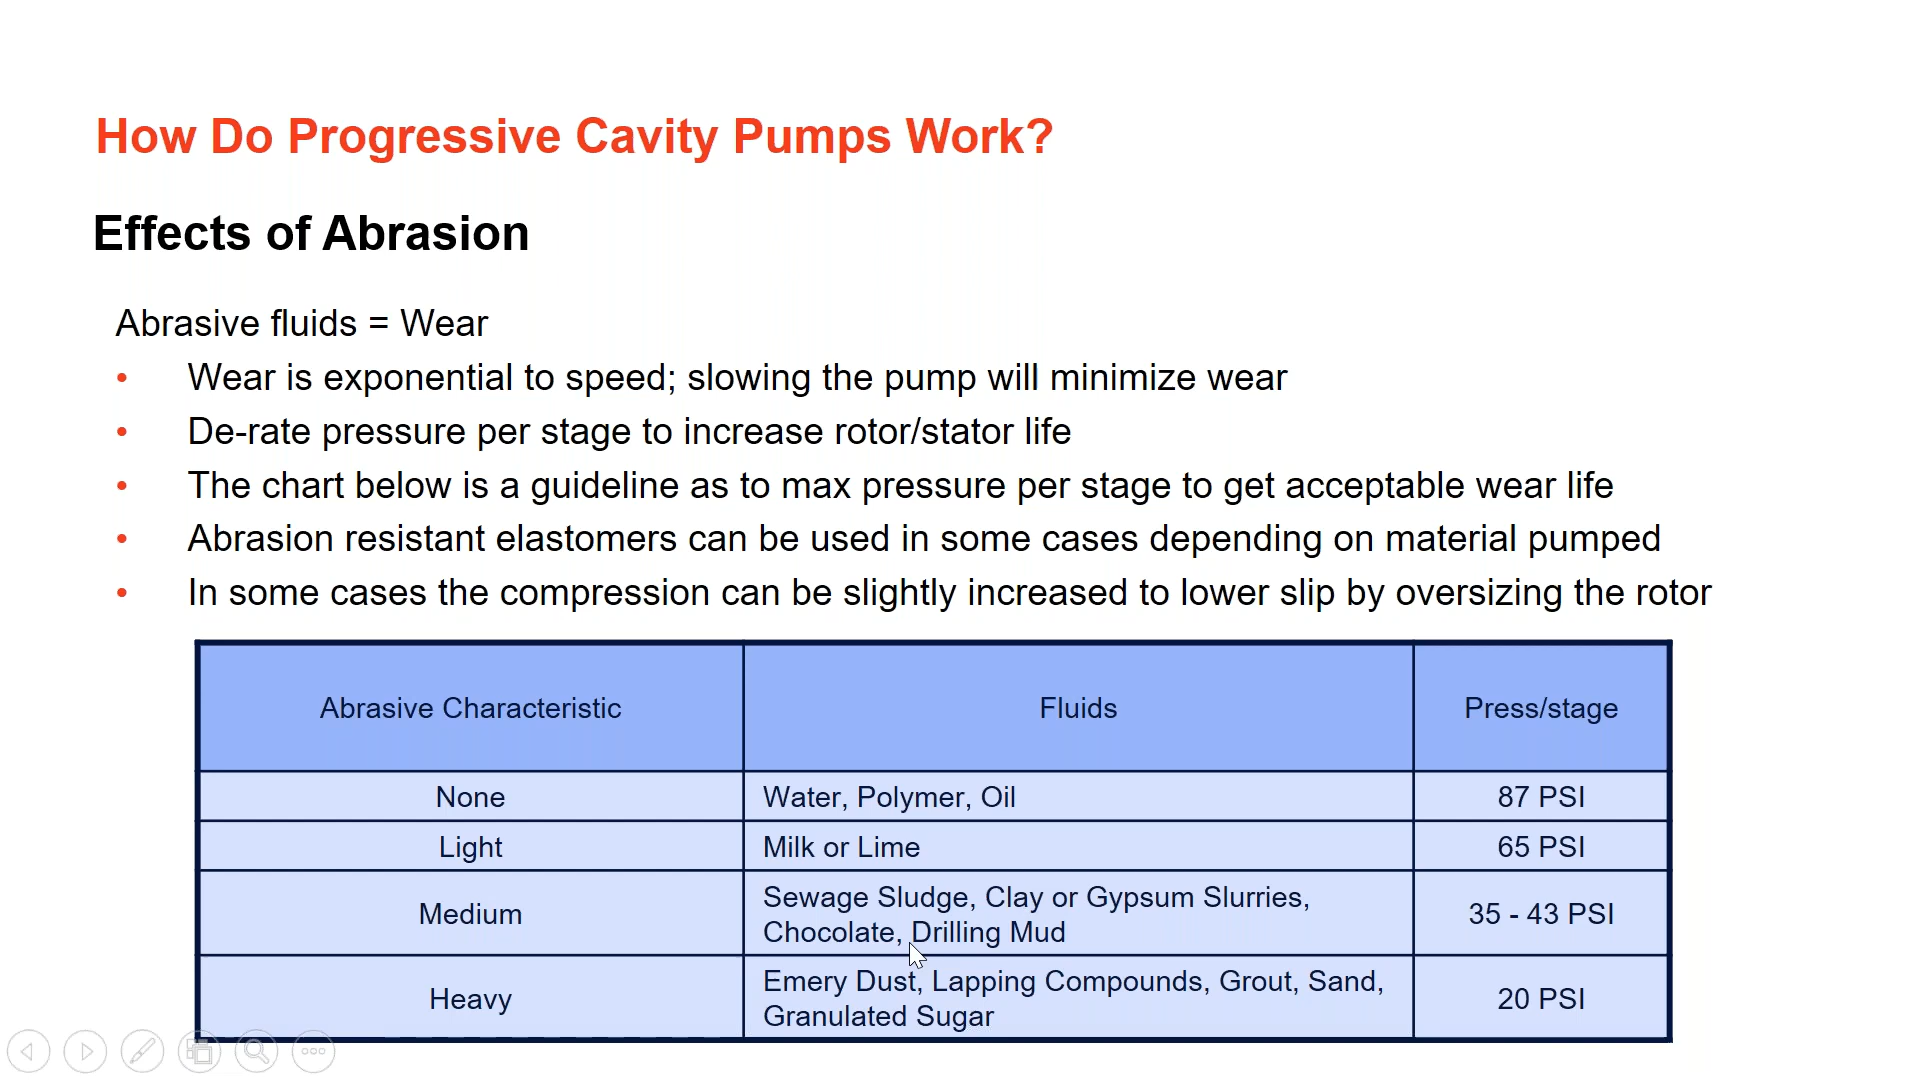 How Do Progressive Cavity Pumps Work?
Effects of Abrasion
Abrasive fluids = Wear
• Wear is exponential to speed; slowing the pump will minimize wear
• De-rate pressure per stage to increase rotor/stator life
• The chart below is a guideline as to max pressure per stage to get acceptable wear life
• Abrasion resistant elastomers can be used in some cases depending on material pumped
• In some cases the compression can be slightly increased to lower slip by oversizing the rotor
Abrasive Characteristic Fluids Press/stage
None Water, Polymer, Oil 87 PSI
Light Milk or Lime 65 PSI
Medium Sewage Sludge, Clay or Gypsum Slurries, 35 - 43 PSI
Chocolate, Drilling Mud
Heavy Emery Dust, Lapping Compounds, Grout, Sand, 20 PSI
Granulated Sugar